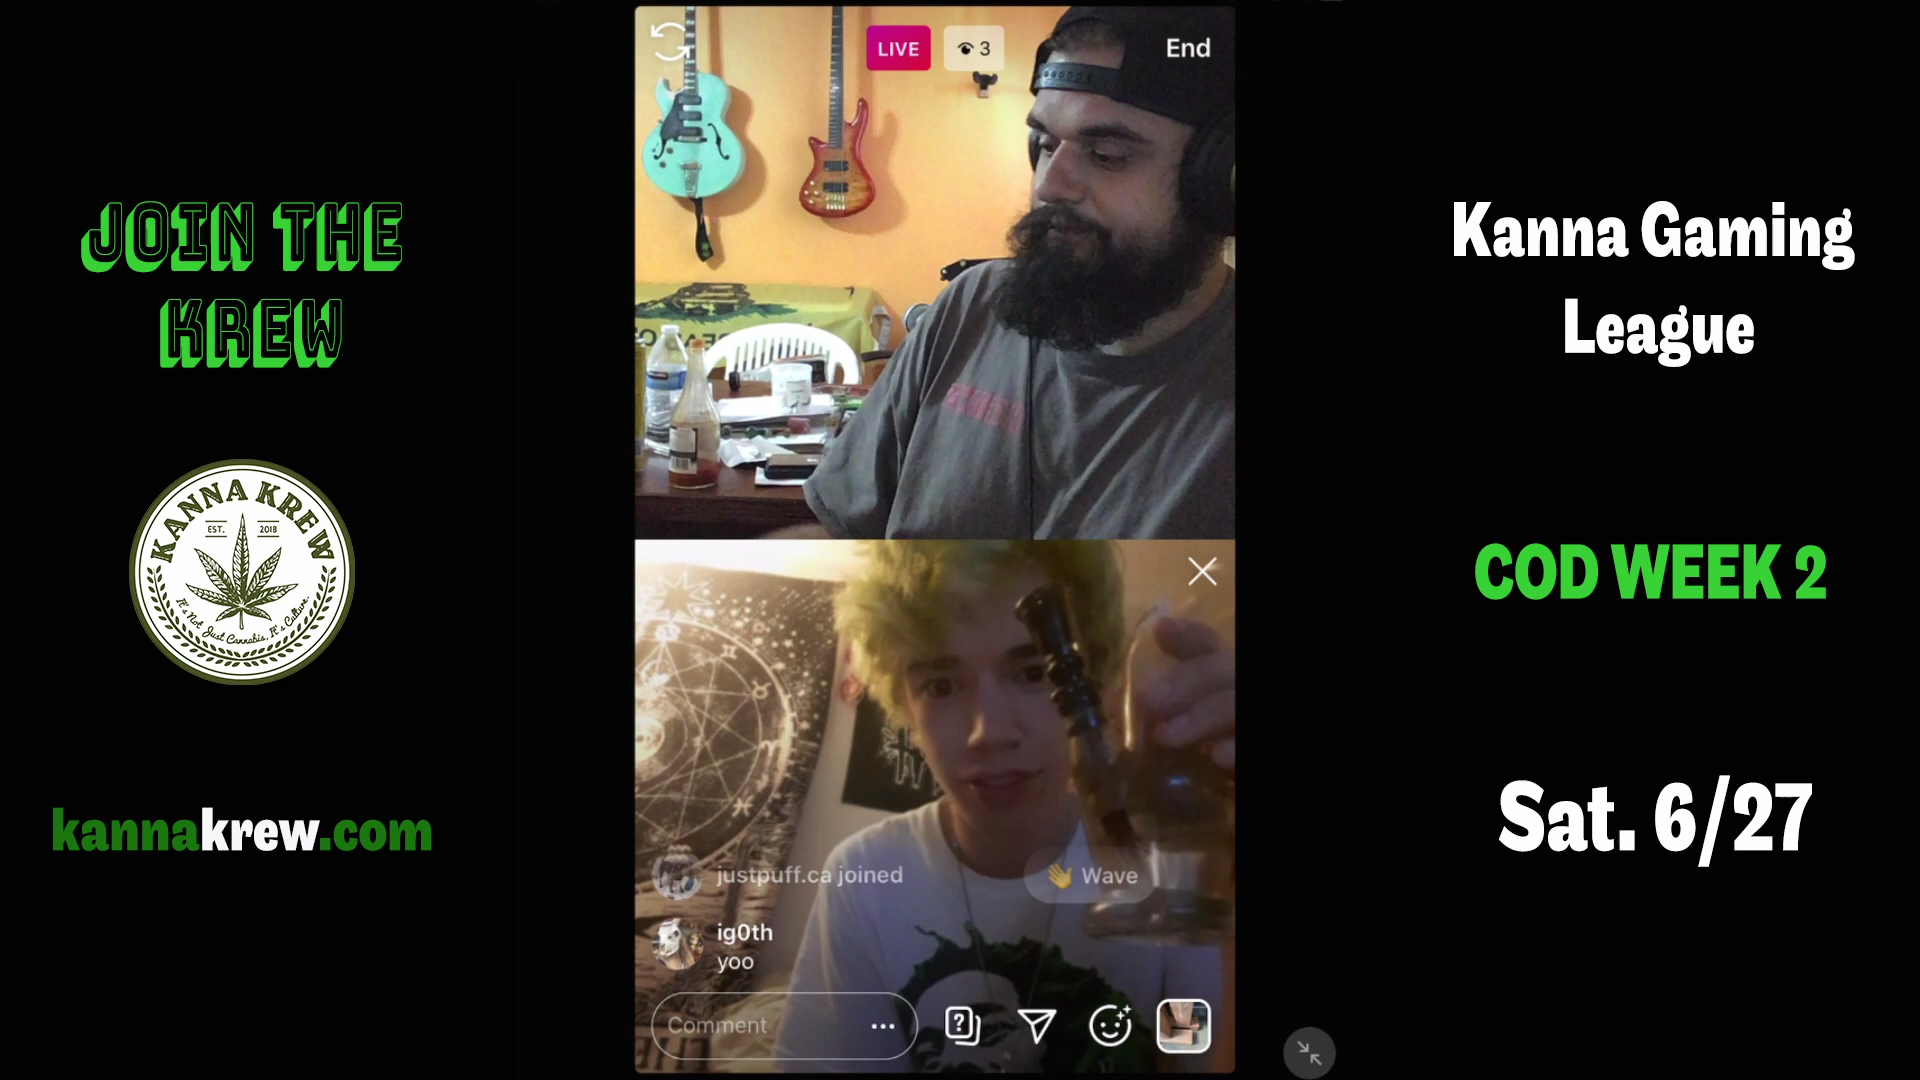 JOIN THE
KREW
KANNA KREW
EST. 2018
It's Not Just Cannabis, It's Culture.
kannakrew.com
LIVE
3
End
justpuff.ca joined
Wave
ig0th
yoo
Comment
Kanna Gaming
League
COD WEEK 2
Sat. 6/27